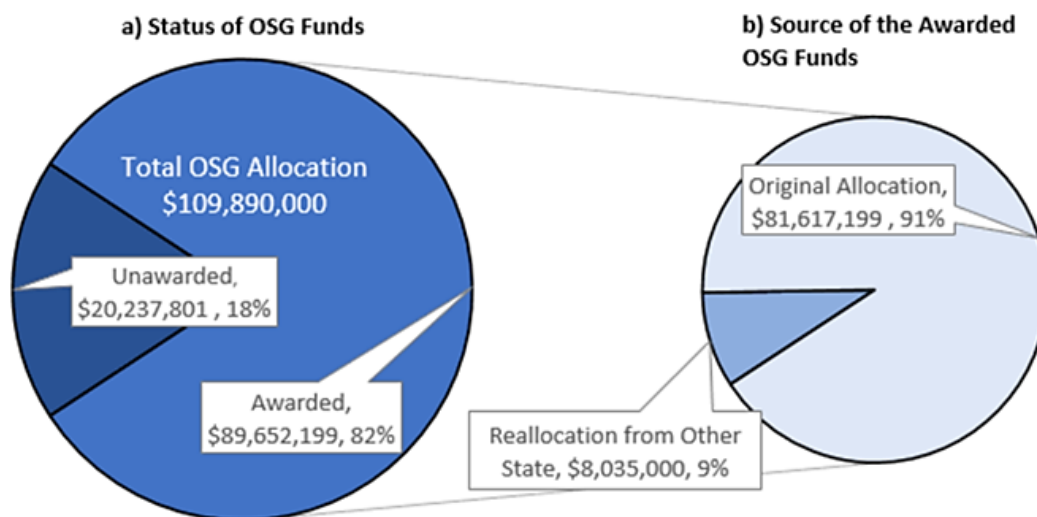 a) Status of OSG Funds
Total OSG Allocation
$109,890,000
Unawarded,
$20,237,801 , 18%
Awarded,
$89,652,199, 82%
b) Source of the Awarded
OSG Funds
Original Allocation,
$81,617,199 , 91%
Reallocation from Other
State, $8,035,000, 9%